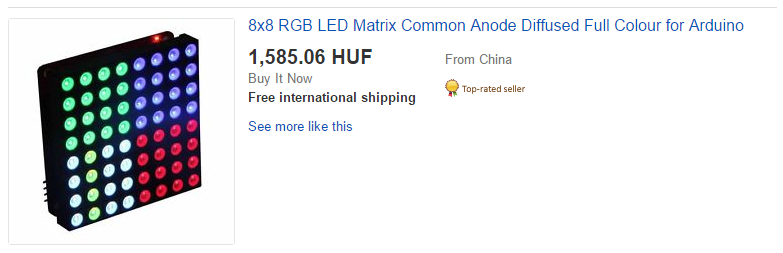 8x8 RGB LED Matrix Common Anode Diffused Full Colour for Arduino
1,585.06 HUF
Buy It Now
Free international shipping
See more like this
From China
Top-rated seller